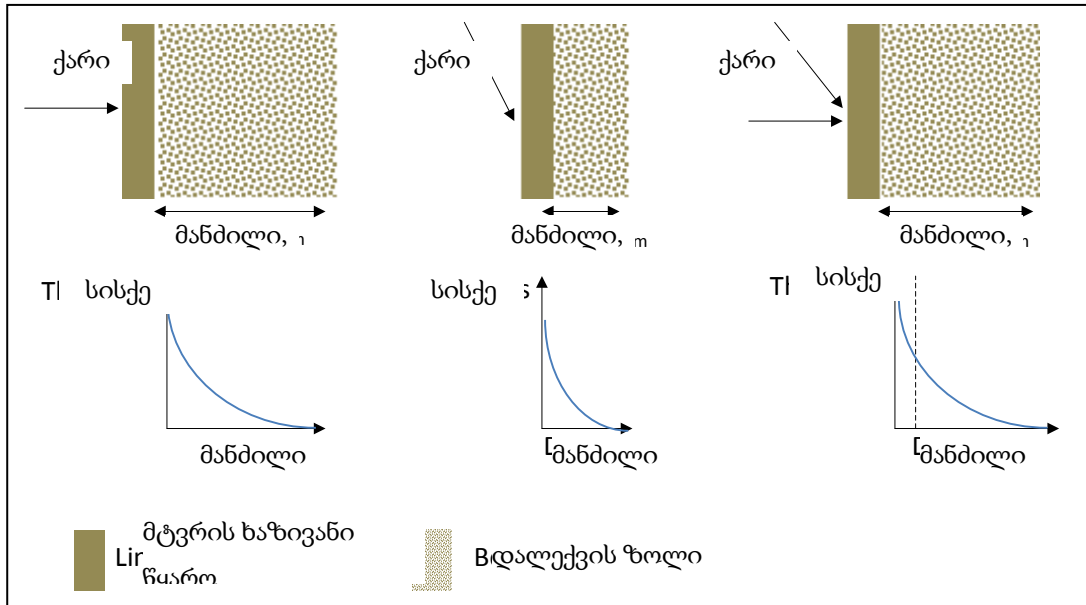 ქარი
ქარი
ქარი
მანძილი,
მანძილი, m
მანძილი,
სისქე
სისქე s
სისქე
მანძილი
მანძილი
მანძილი
მტვრის ხაზივანი
წყარო
დალექვის ზოლი